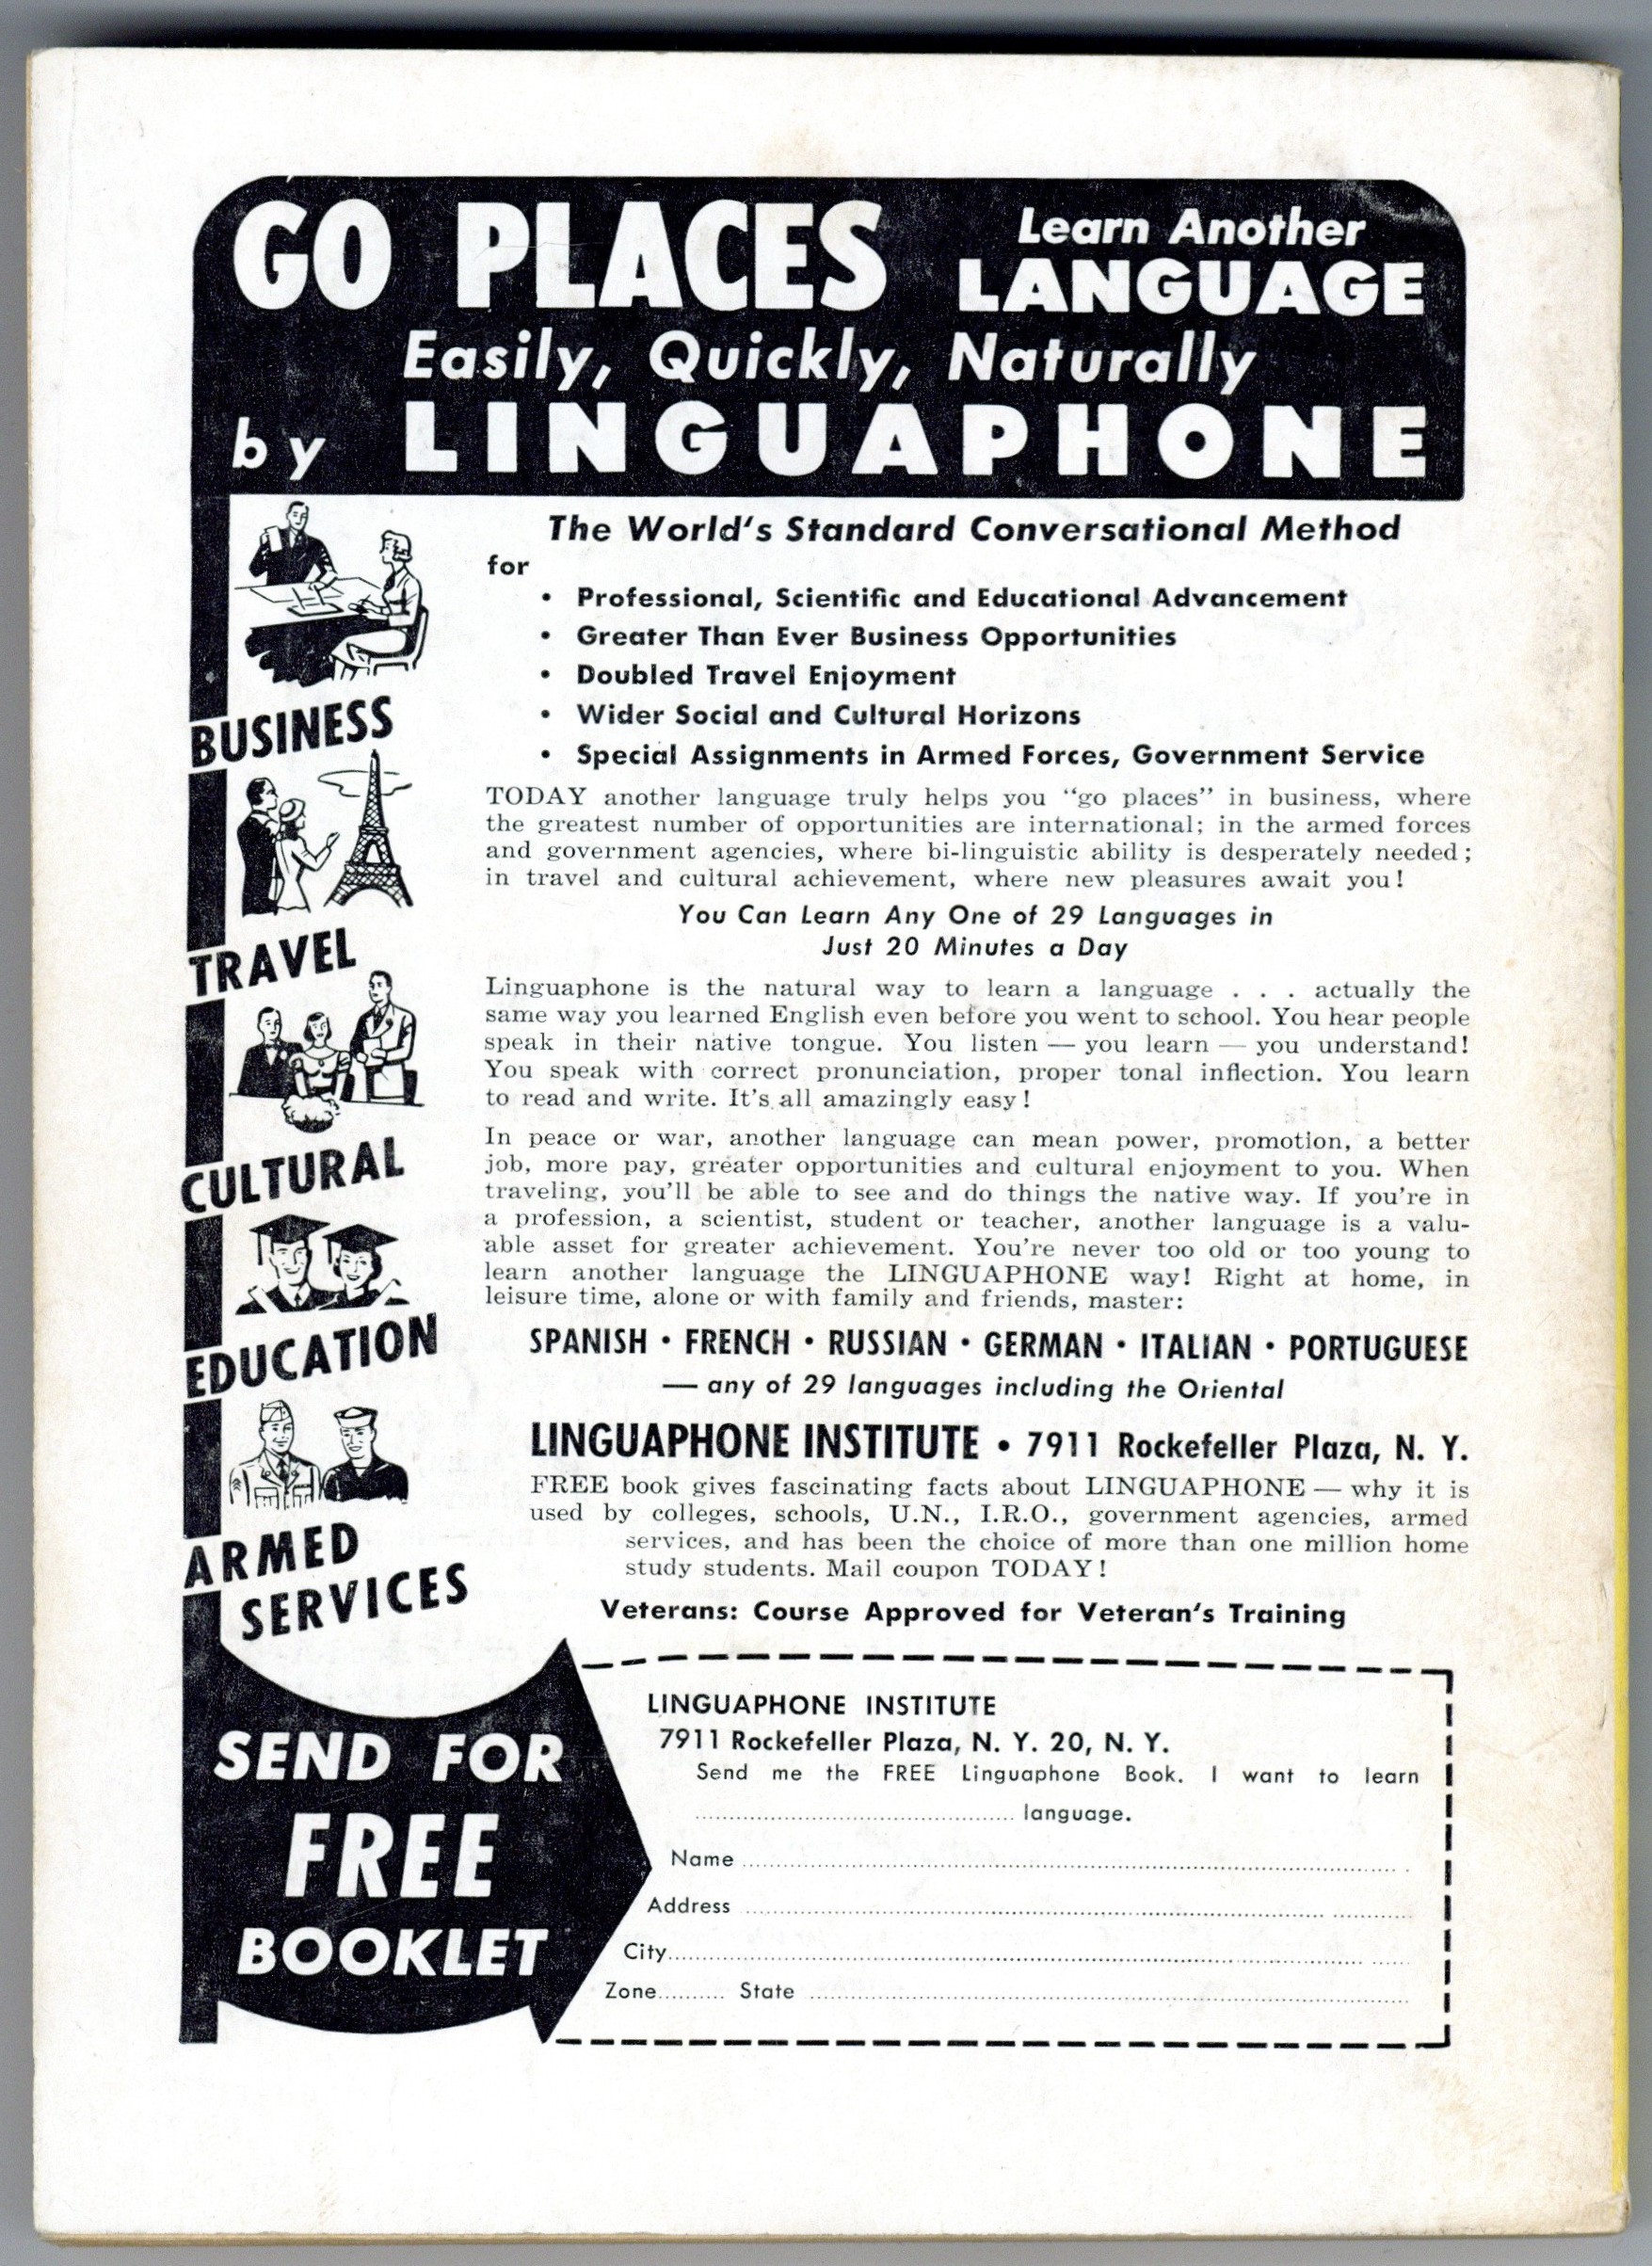 GO PLACES Learn Another
LANGUAGE
Easily, Quickly, Naturally
by LINGUAPHONE
The World's Standard Conversational Method
for
• Professional, Scientific and Educational Advancement
• Greater Than Ever Business Opportunities
• Doubled Travel Enjoyment
• Wider Social and Cultural Horizons
• Special Assignments in Armed Forces, Government Service
BUSINESS
TRAVEL
CULTURAL
EDUCATION
ARMED
SERVICES
TODAY another language truly helps you "go places" in business, where
the greatest number of opportunities are international; in the armed forces
and government agencies, where bi-linguistic ability is desperately needed;
in travel and cultural achievement, where new pleasures await you!
You Can Learn Any One of 29 Languages in
Just 20 Minutes a Day
Linguaphone is the natural way to learn a language . . . actually the
same way you learned English even before you went to school. You hear people
speak in their native tongue. You listen — you learn — you understand!
You speak with correct pronunciation, proper tonal inflection. You learn
to read and write. It's all amazingly easy!
In peace or war, another language can mean power, promotion, a better
job, more pay, greater opportunities and cultural enjoyment to you. When
traveling, you'll be able to see and do things the native way. If you're in
a profession, a scientist, student or teacher, another language is a valu-
able asset for greater achievement. You're never too old or too young to
learn another language the LINGUAPHONE way! Right at home, in
leisure time, alone or with family and friends, master:
SPANISH • FRENCH • RUSSIAN • GERMAN • ITALIAN • PORTUGUESE
— any of 29 languages including the Oriental
LINGUAPHONE INSTITUTE • 7911 Rockefeller Plaza, N. Y.
FREE book gives fascinating facts about LINGUAPHONE — why it is
used by colleges, schools, U.N., I.R.O., government agencies, armed
services, and has been the choice of more than one million home
study students. Mail coupon TODAY!
Veterans: Course Approved for Veteran's Training
SEND FOR
FREE
BOOKLET
LINGUAPHONE INSTITUTE
7911 Rockefeller Plaza, N. Y. 20, N. Y.
Send me the FREE Linguaphone Book. I want to learn
.................................... language.
Name ....................................
Address ....................................
City....................................
Zone.......... State ....................................